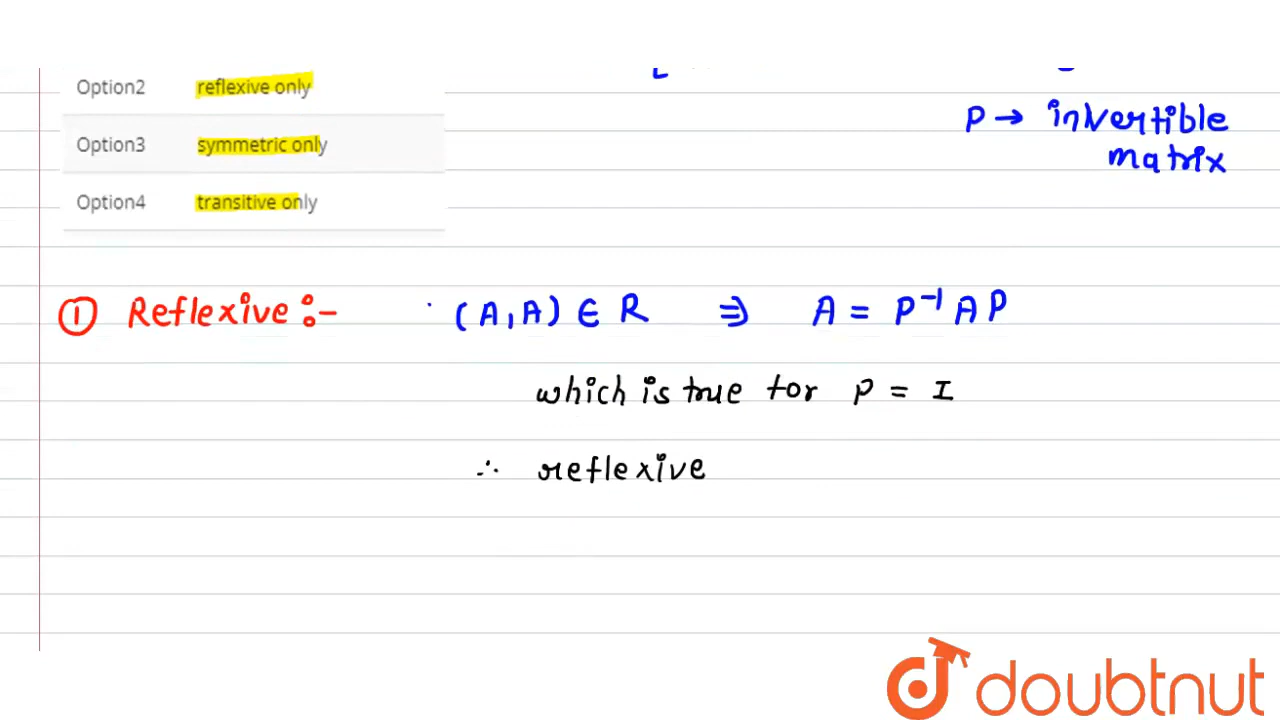 Option2 reflexive only
P → invertible
matrix
Option3 symmetric only
Option4 transitive only
① Reflexive :- (A,A) ∈ R ⇒ A = P⁻¹AP
which is true for P = I
∴ reflexive
doubtnut